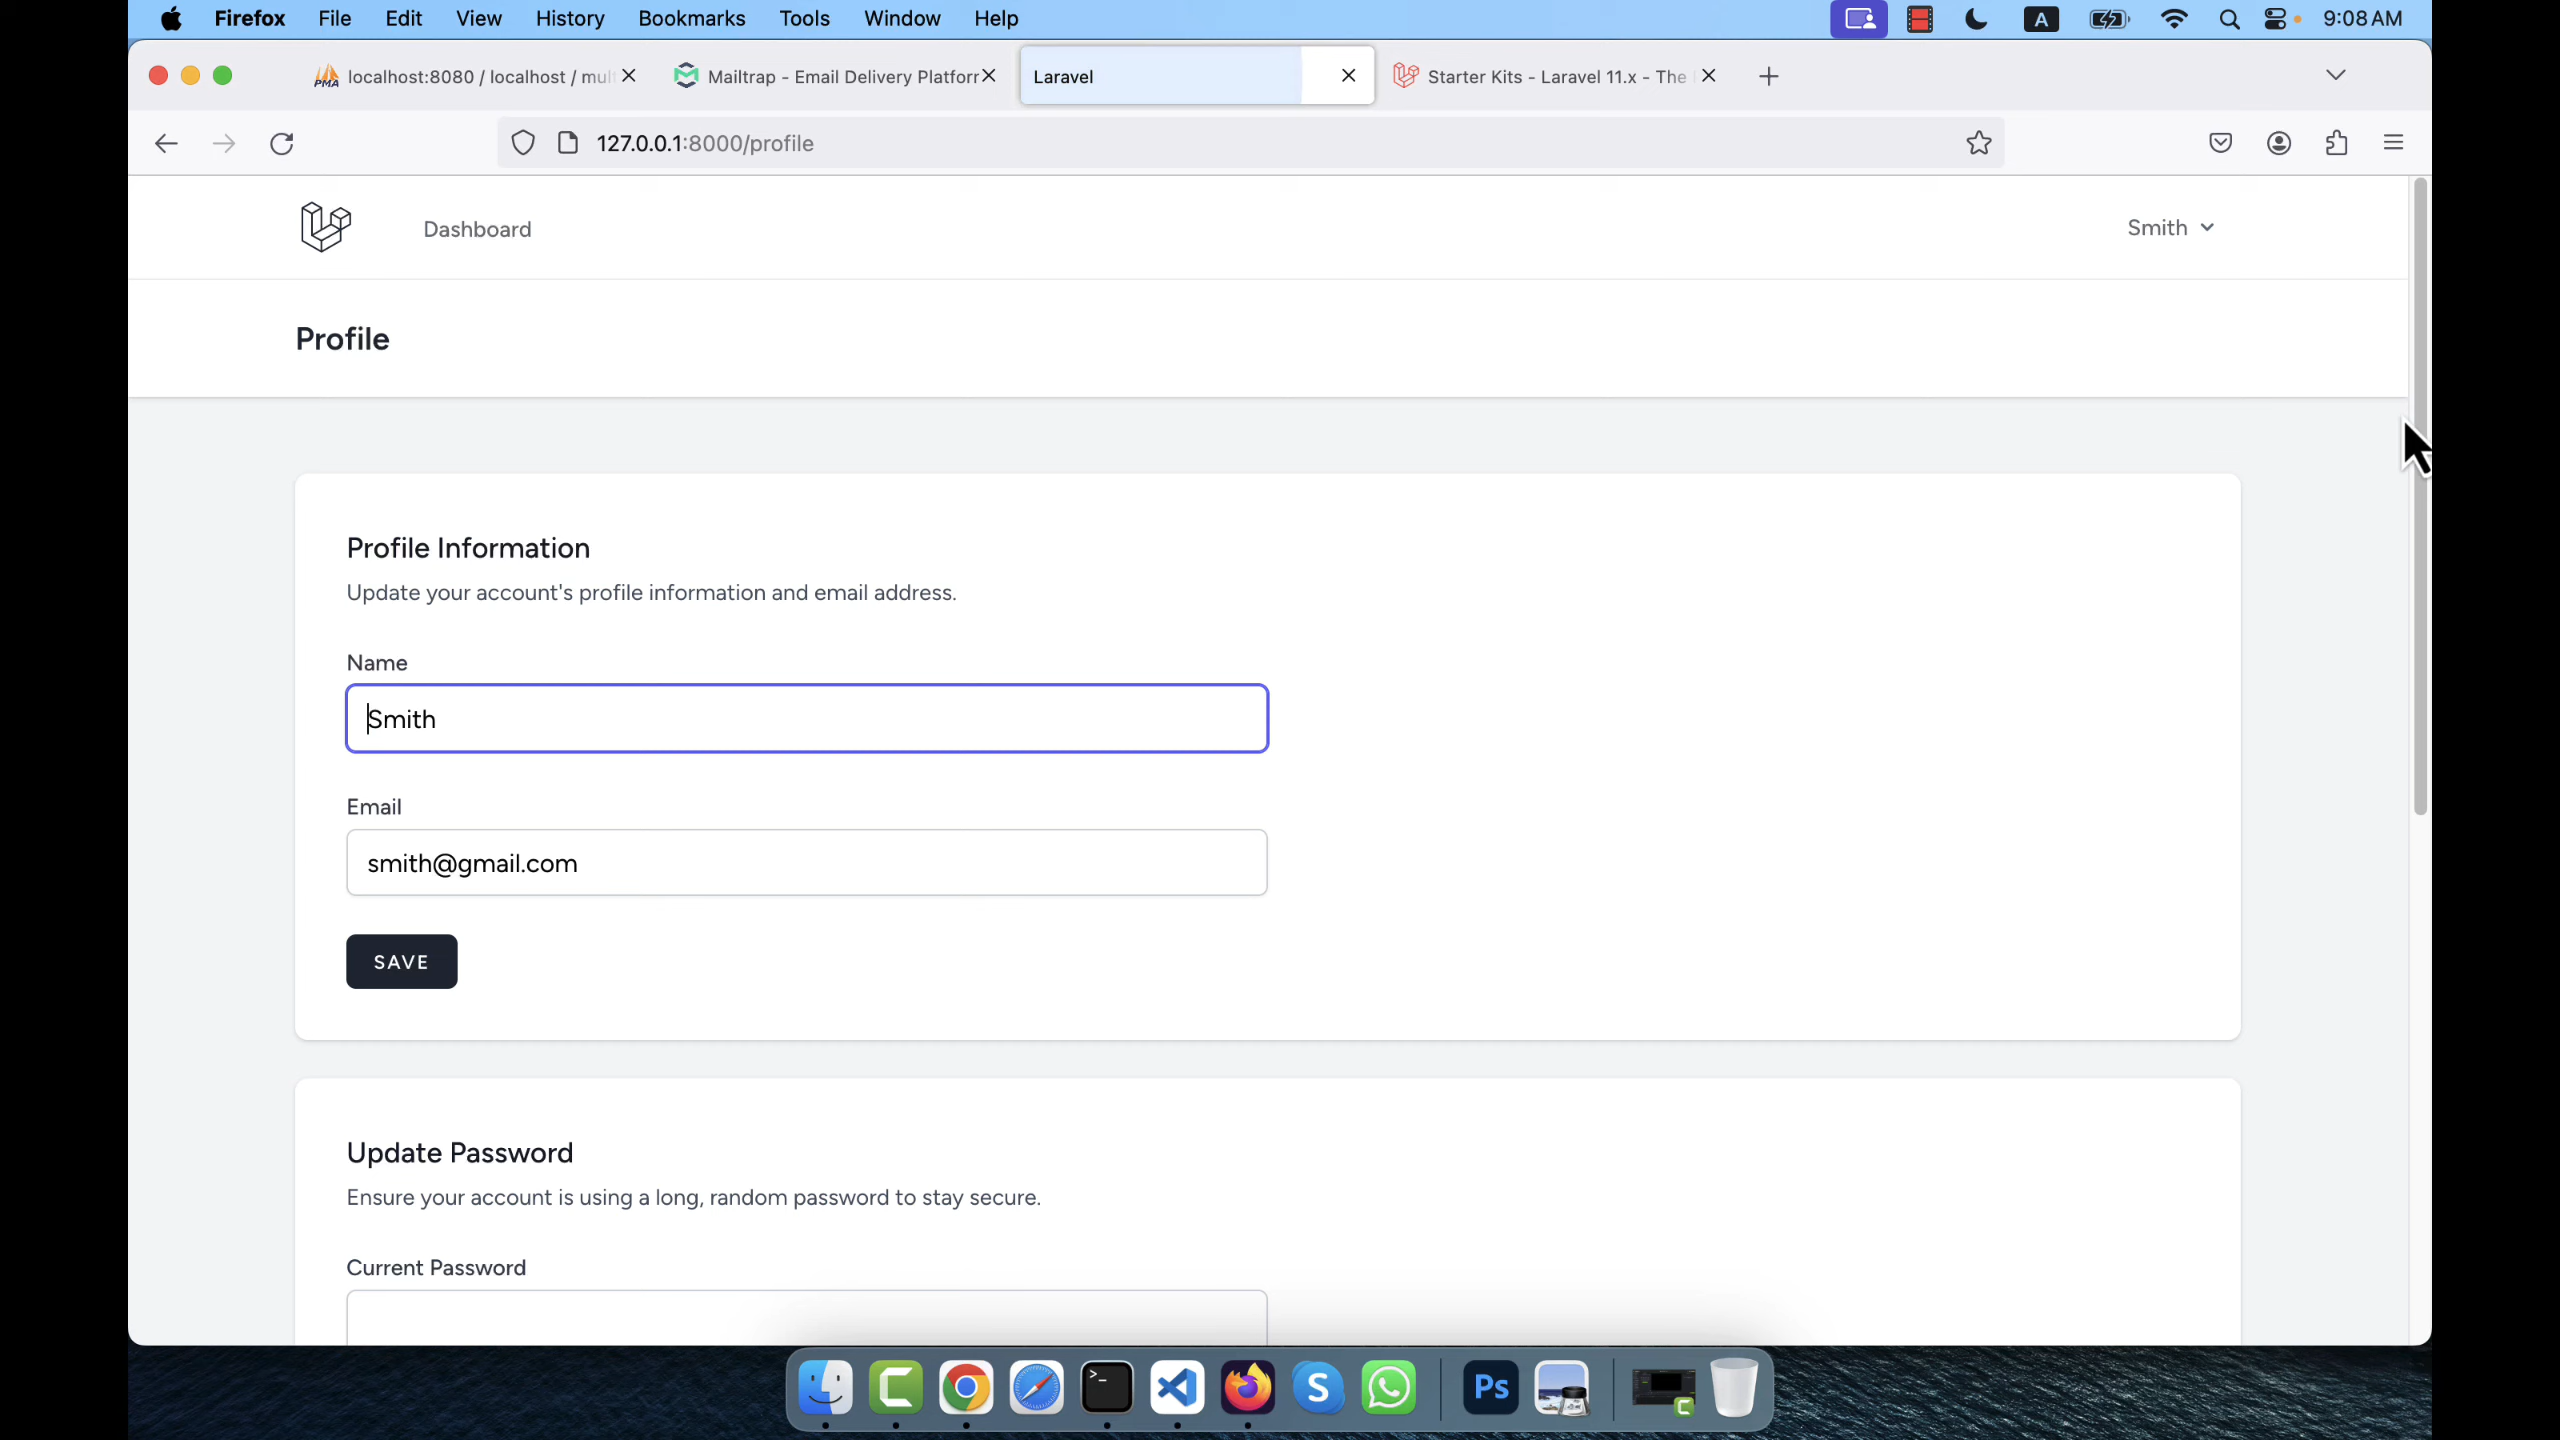 Firefox File Edit View History Bookmarks Tools Window Help A 9:08 AM
PMA localhost:8080 / localhost / mul Mailtrap - Email Delivery Platforr Laravel Starter Kits - Laravel 11.x - The
127.0.0.1:8000/profile
Dashboard Smith
Profile
Profile Information
Update your account's profile information and email address.
Name
Smith
Email
smith@gmail.com
SAVE
Update Password
Ensure your account is using a long, random password to stay secure.
Current Password
>_ S Ps C